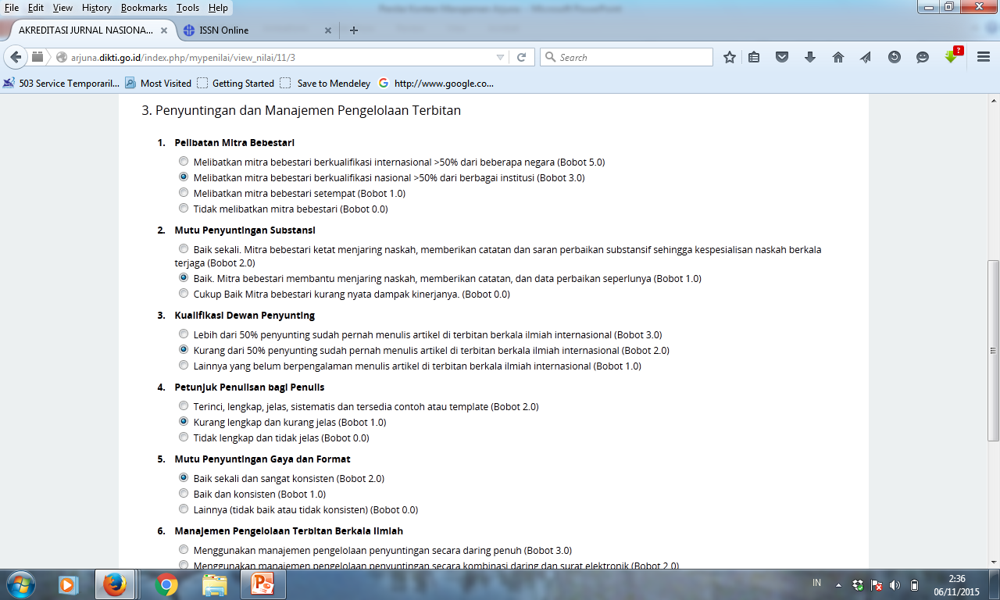 File Edit View History Bookmarks Tools Help
AKREDITASI JURNAL NASIONA... × ISSN Online × +
arjuna.dikti.go.id/index.php/mypenilai/view_nilai/11/3 Search ?
503 Service Temporaril... Most Visited Getting Started Save to Mendeley G http://www.google.co...
3. Penyuntingan dan Manajemen Pengelolaan Terbitan
1. Pelibatan Mitra Bebestari
Melibatkan mitra bebestari berkualifikasi internasional >50% dari beberapa negara (Bobot 5.0)
Melibatkan mitra bebestari berkualifikasi nasional >50% dari berbagai institusi (Bobot 3.0)
Melibatkan mitra bebestari setempat (Bobot 1.0)
Tidak melibatkan mitra bebestari (Bobot 0.0)
2. Mutu Penyuntingan Substansi
Baik sekali. Mitra bebestari ketat menjaring naskah, memberikan catatan dan saran perbaikan substansif sehingga kespesialisan naskah berkala
terjaga (Bobot 2.0)
Baik. Mitra bebestari membantu menjaring naskah, memberikan catatan, dan data perbaikan seperlunya (Bobot 1.0)
Cukup Baik Mitra bebestari kurang nyata dampak kinerjanya. (Bobot 0.0)
3. Kualifikasi Dewan Penyunting
Lebih dari 50% penyunting sudah pernah menulis artikel di terbitan berkala ilmiah internasional (Bobot 3.0)
Kurang dari 50% penyunting sudah pernah menulis artikel di terbitan berkala ilmiah internasional (Bobot 2.0)
Lainnya yang belum berpengalaman menulis artikel di terbitan berkala ilmiah internasional (Bobot 1.0)
4. Petunjuk Penulisan bagi Penulis
Terinci, lengkap, jelas, sistematis dan tersedia contoh atau template (Bobot 2.0)
Kurang lengkap dan kurang jelas (Bobot 1.0)
Tidak lengkap dan tidak jelas (Bobot 0.0)
5. Mutu Penyuntingan Gaya dan Format
Baik sekali dan sangat konsisten (Bobot 2.0)
Baik dan konsisten (Bobot 1.0)
Lainnya (tidak baik atau tidak konsisten) (Bobot 0.0)
6. Manajemen Pengelolaan Terbitan Berkala Ilmiah
Menggunakan manajemen pengelolaan penyuntingan secara daring penuh (Bobot 3.0)
Menggunakan manajemen pengelolaan penyuntingan secara kombinasi daring dan surat elektronik (Bobot 2.0)
IN 2:36
06/11/2015